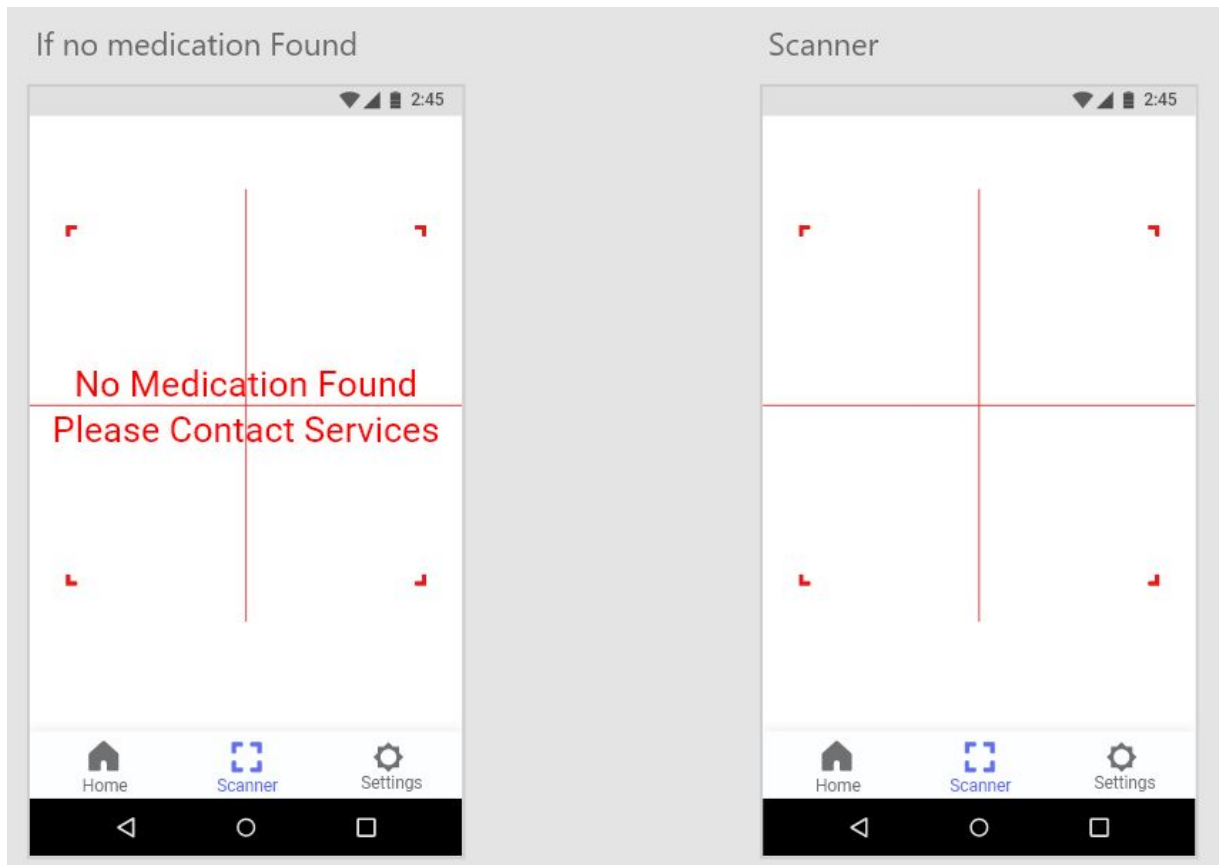 If no medication Found
Scanner
2:45
2:45
No Medication Found
Please Contact Services
Home
Scanner
Settings
Home
Scanner
Settings